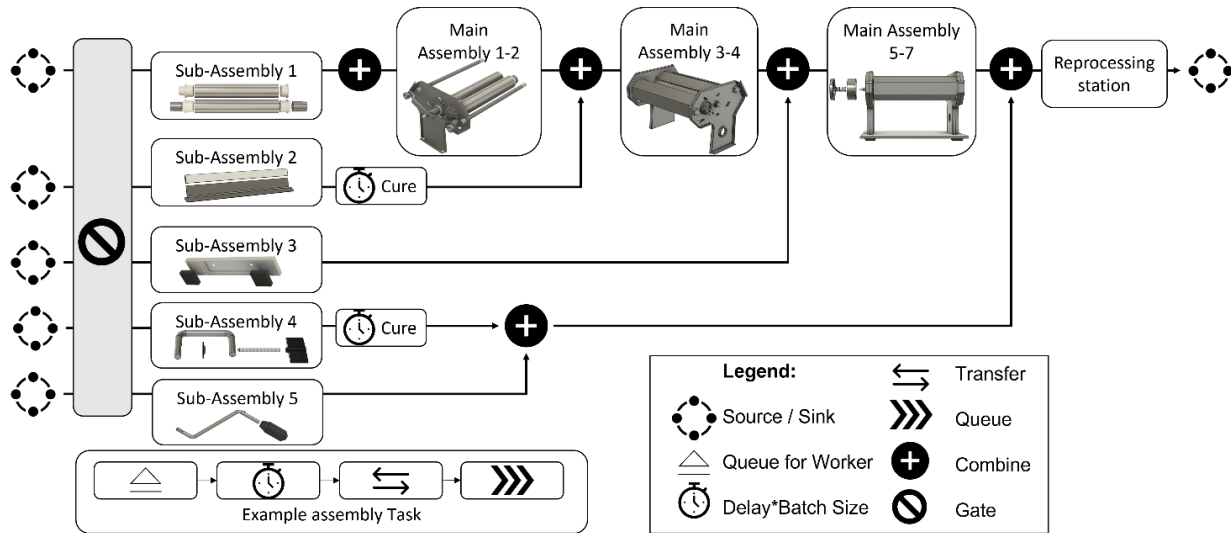 Sub-Assembly 1
Main
Assembly 1-2
Main
Assembly 3-4
Main Assembly
5-7
Reprocessing
station
Sub-Assembly 2
Cure
Sub-Assembly 3
Sub-Assembly 4
Cure
Sub-Assembly 5
Example assembly Task
Legend:
Source / Sink
Queue for Worker
Delay*Batch Size
Transfer
Queue
Combine
Gate